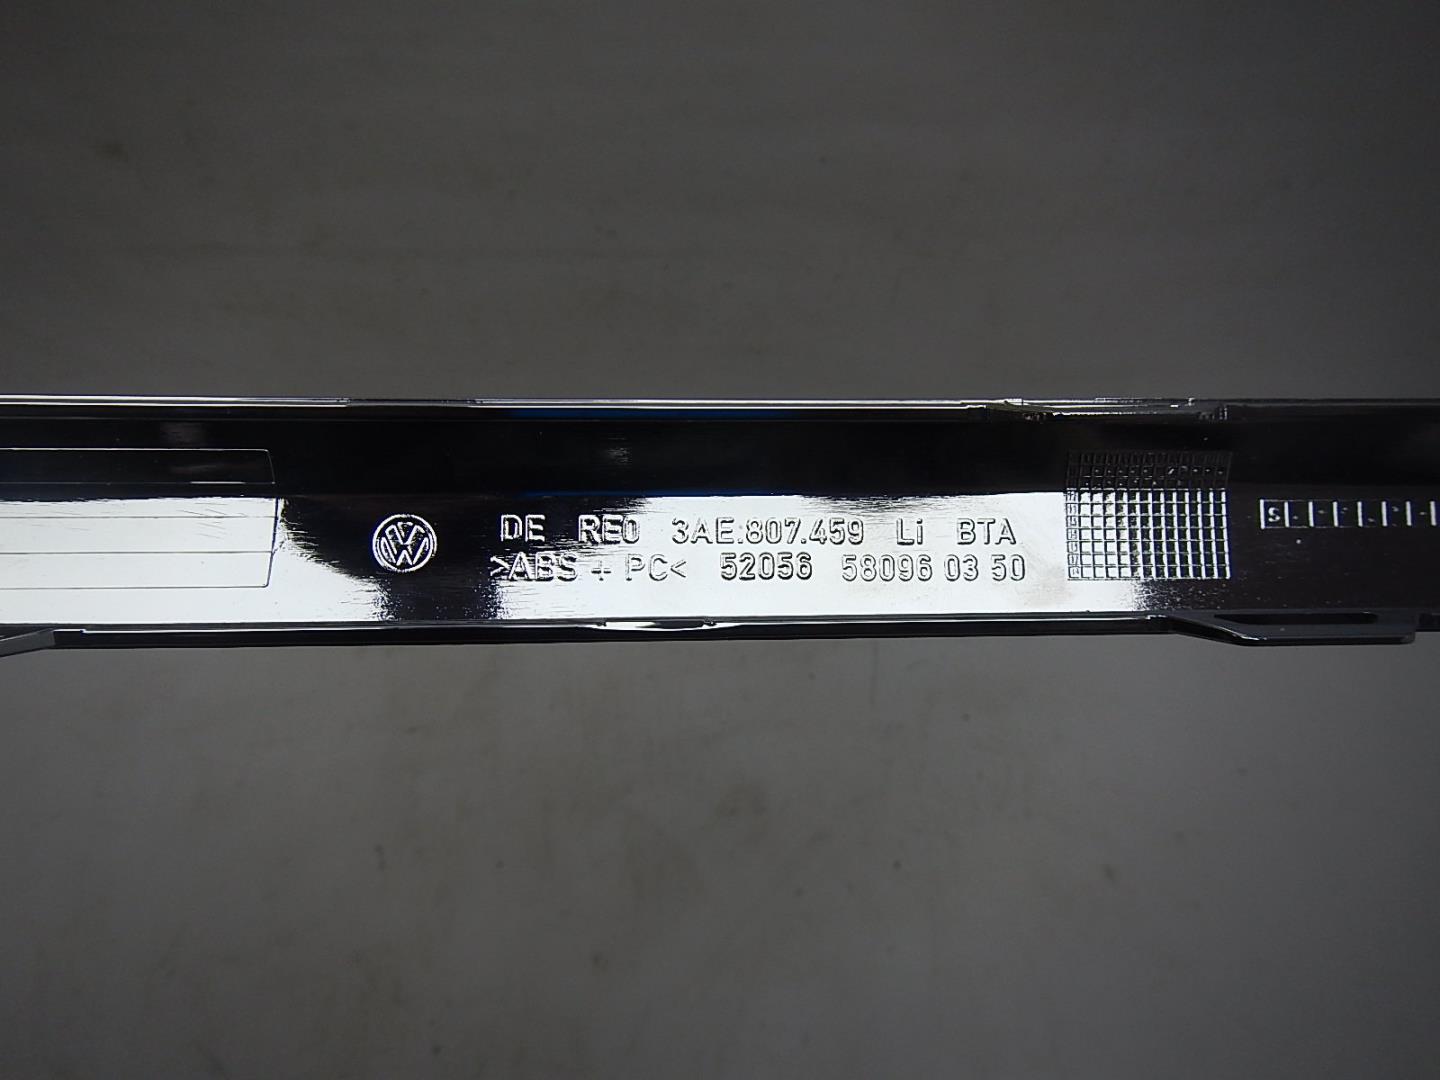 DE RE0 3AE.807.459 Li BTA
>ABS + PC< 52056 58096 03 50